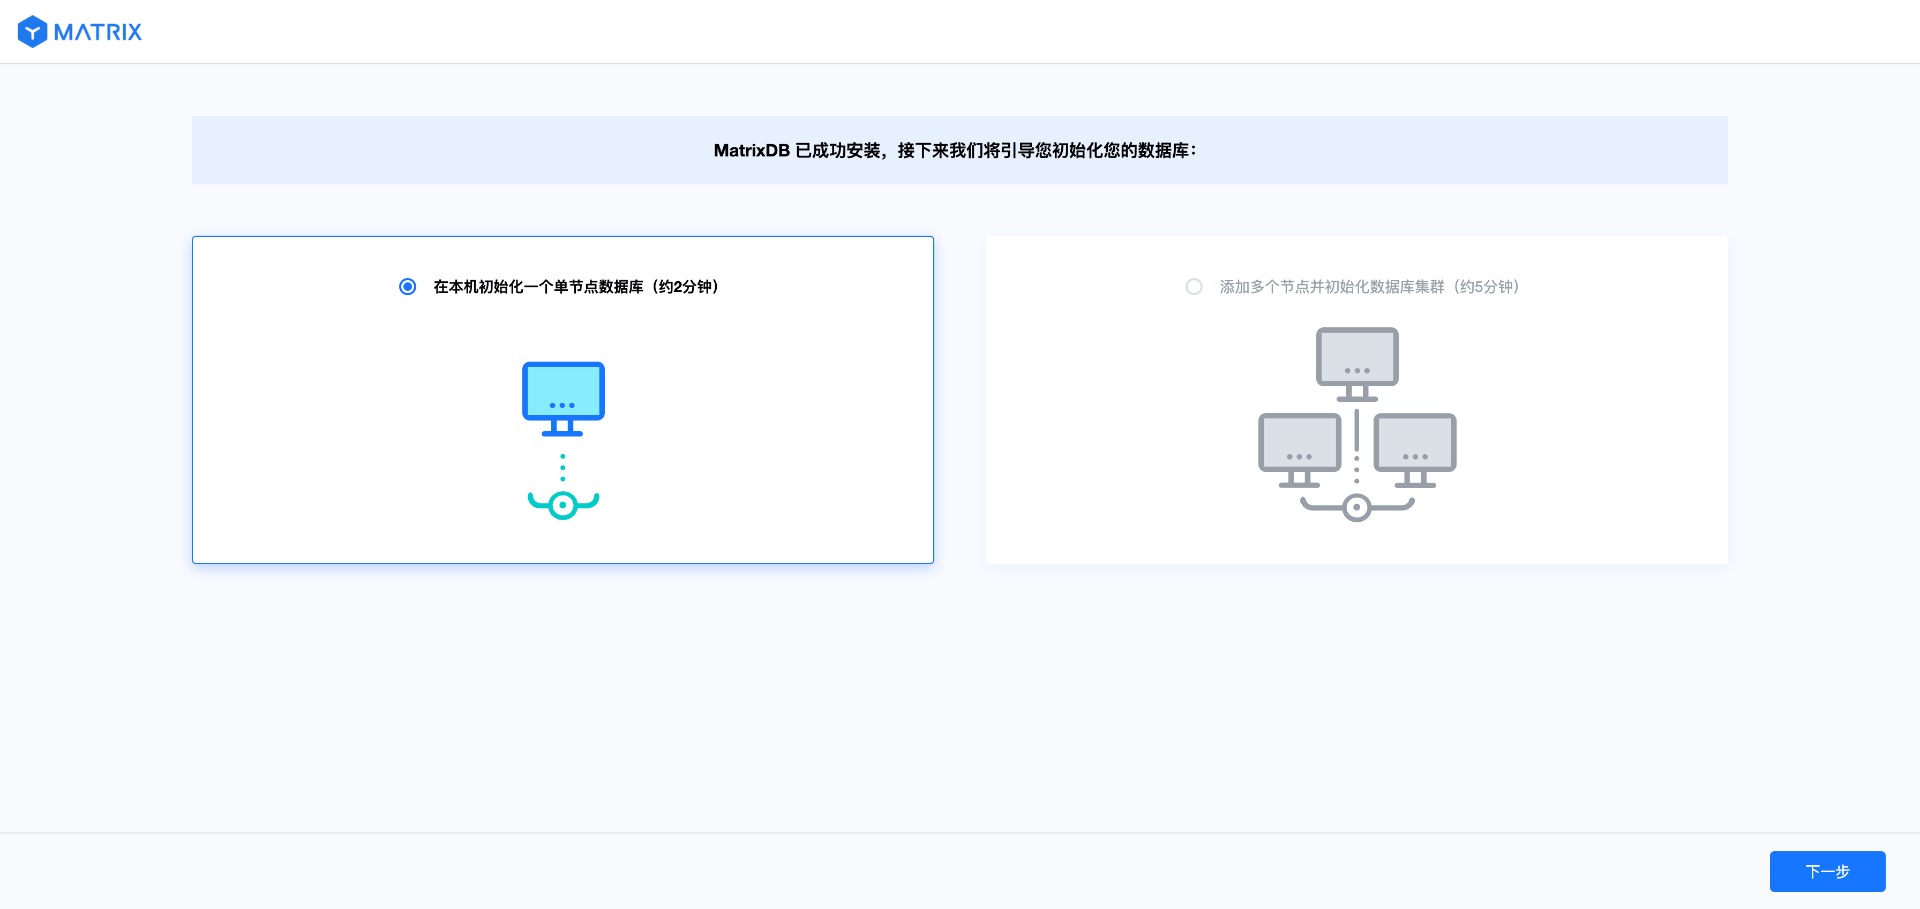 MATRIX
MatrixDB 已成功安装，接下来我们将引导您初始化您的数据库：
在本机初始化一个单节点数据库（约2分钟）
添加多个节点并初始化数据库集群（约5分钟）
下一步